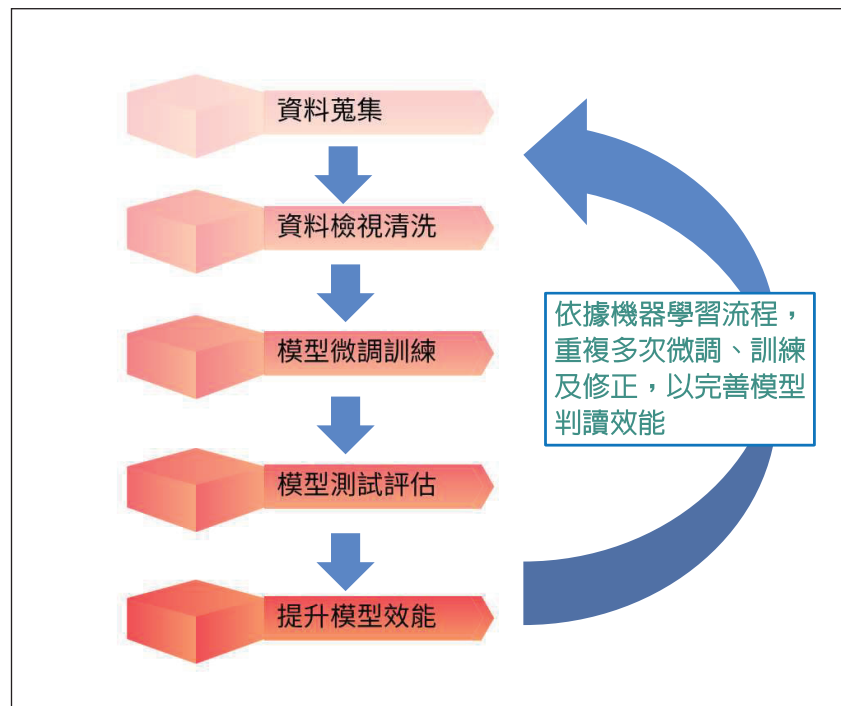 資料蒐集
資料檢視清洗
模型微調訓練
模型測試評估
提升模型效能
依據機器學習流程，
重複多次微調、訓練
及修正，以完善模型
判讀效能